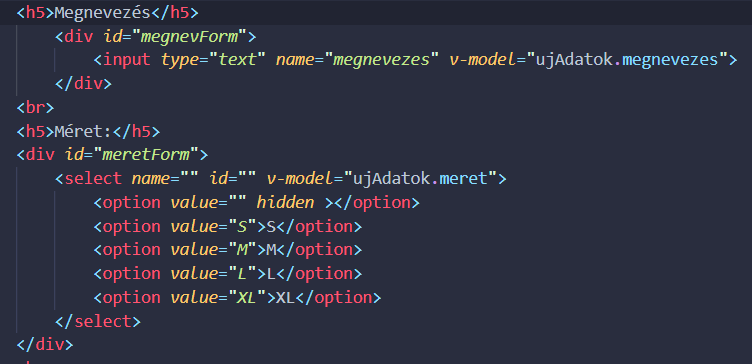 <h5>Megnevezés</h5>
    <div id="megnevForm">
        <input type="text" name="megnevezes" v-model="ujAdatok.megnevezes">
    </div>
<br>
<h5>Méret:</h5>
<div id="meretForm">
    <select name="" id="" v-model="ujAdatok.meret">
        <option value="" hidden ></option>
        <option value="S">S</option>
        <option value="M">M</option>
        <option value="L">L</option>
        <option value="XL">XL</option>
    </select>
</div>